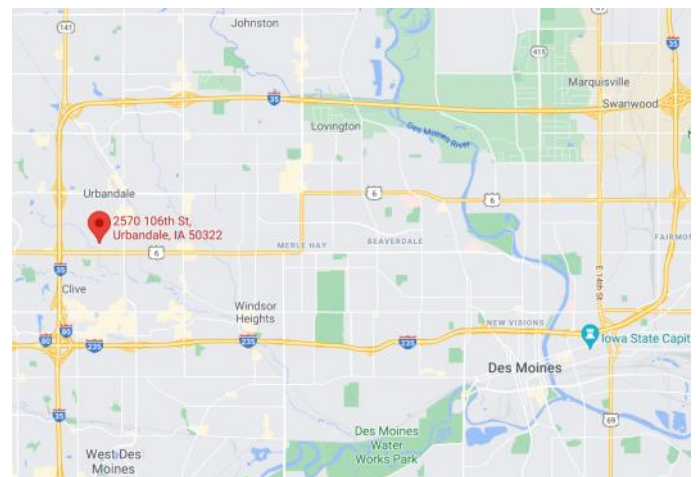 Johnston
141
415
35
Marquisville
35
Swanwood
Lovington
Des Moines River
Urbandale
6
6
2570 106th St,
Urbandale, IA 50322
MERLE HAY
BEAVERDALE
FAIRMO
6
35
E 14th St
Clive
Windsor
Heights
NEW VISIONS
80
80
235
235
235
Iowa State Capit
Des Moines
35
69
Des Moines
Water
Works Park
West Des
Moines